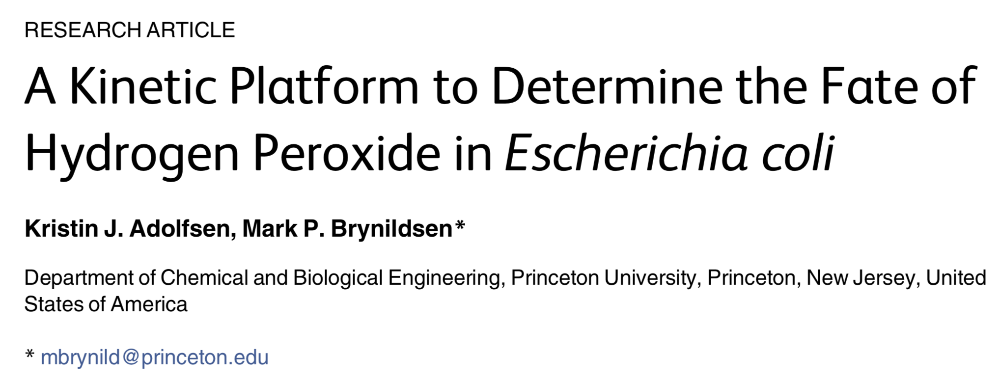 RESEARCH ARTICLE
A Kinetic Platform to Determine the Fate of
Hydrogen Peroxide in Escherichia coli
Kristin J. Adolfsen, Mark P. Brynildsen*
Department of Chemical and Biological Engineering, Princeton University, Princeton, New Jersey, United
States of America
* mbrynild@princeton.edu